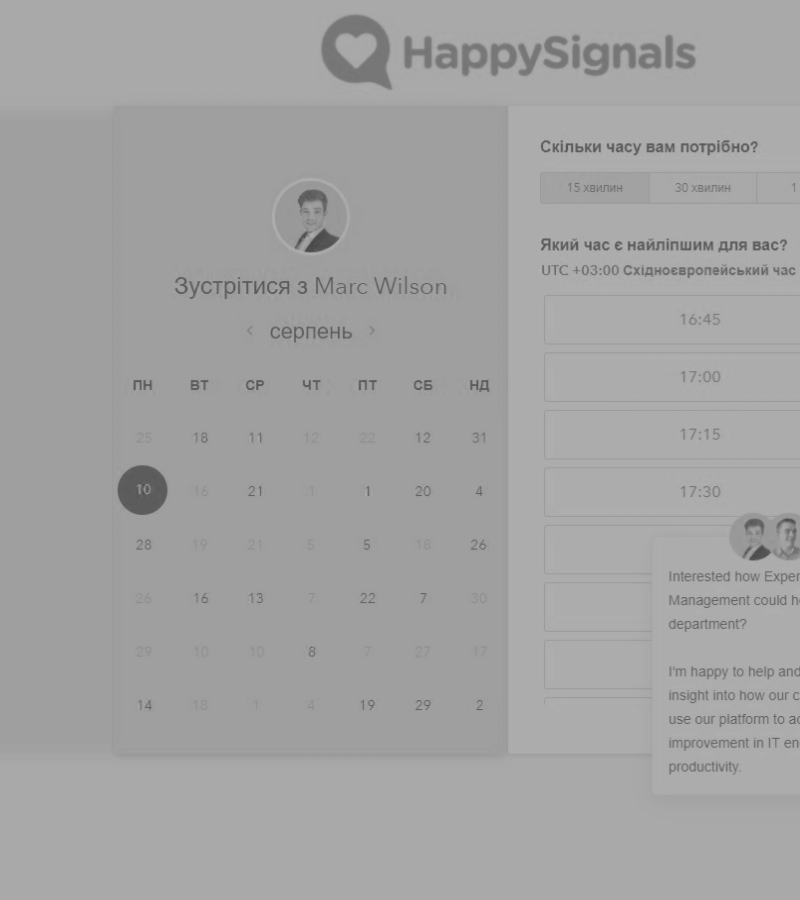 HappySignals
Зустрітися з Marc Wilson
серпень
ПН ВТ СР ЧТ ПТ СБ НД
25 18 11 12 22 12 31
10 16 21 1 1 20 4
28 19 21 5 5 18 26
26 16 13 7 22 7 30
29 10 10 8 7 27 17
14 18 1 4 19 29 2
Скільки часу вам потрібно?
15 хвилин 30 хвилин 1
Який час є найліпшим для вас?
UTC +03:00 Східноєвропейський час
16:45
17:00
17:15
17:30
Interested how
Management could
department?
I'm happy to help and
insight into how our
use our platform to
improvement in IT
productivity.